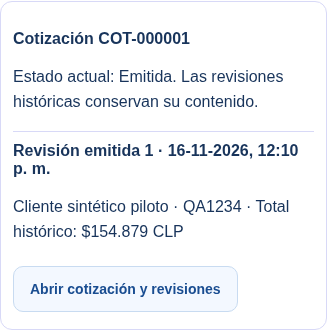 Cotización COT-000001
Estado actual: Emitida. Las revisiones
históricas conservan su contenido.
Revisión emitida 1 · 16-11-2026, 12:10
p. m.
Cliente sintético piloto · QA1234 · Total
histórico: $154.879 CLP
Abrir cotización y revisiones